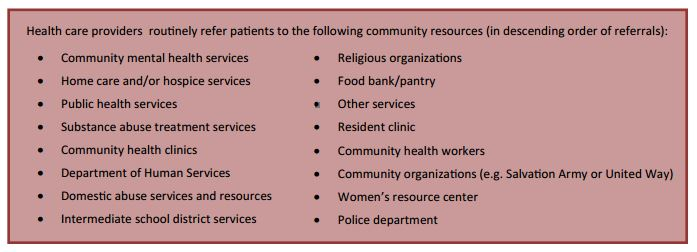 Health care providers routinely refer patients to the following community resources (in descending order of referrals):
• Community mental health services
• Home care and/or hospice services
• Public health services
• Substance abuse treatment services
• Community health clinics
• Department of Human Services
• Domestic abuse services and resources
• Intermediate school district services
• Religious organizations
• Food bank/pantry
• Other services
• Resident clinic
• Community health workers
• Community organizations (e.g. Salvation Army or United Way)
• Women's resource center
• Police department